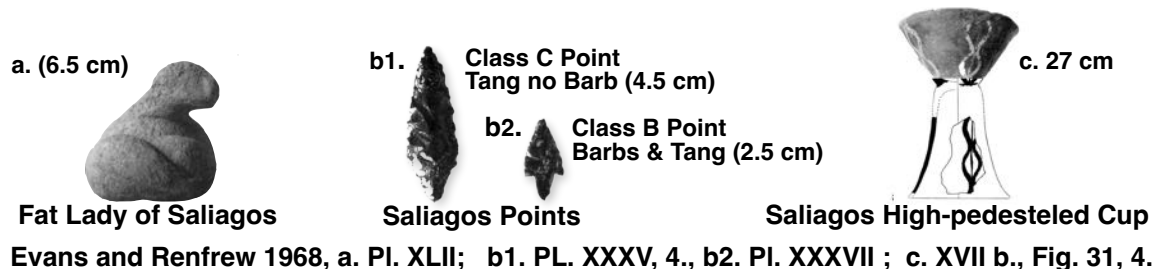 a. (6.5 cm)
b1.
Class C Point
Tang no Barb (4.5 cm)
b2.
Class B Point
Barbs & Tang (2.5 cm)
c. 27 cm
Fat Lady of Saliagos
Saliagos Points
Saliagos High-pedesteled Cup
Evans and Renfrew 1968, a. Pl. XLII; b1. PL. XXXV, 4., b2. Pl. XXXVII ; c. XVII b., Fig. 31, 4.